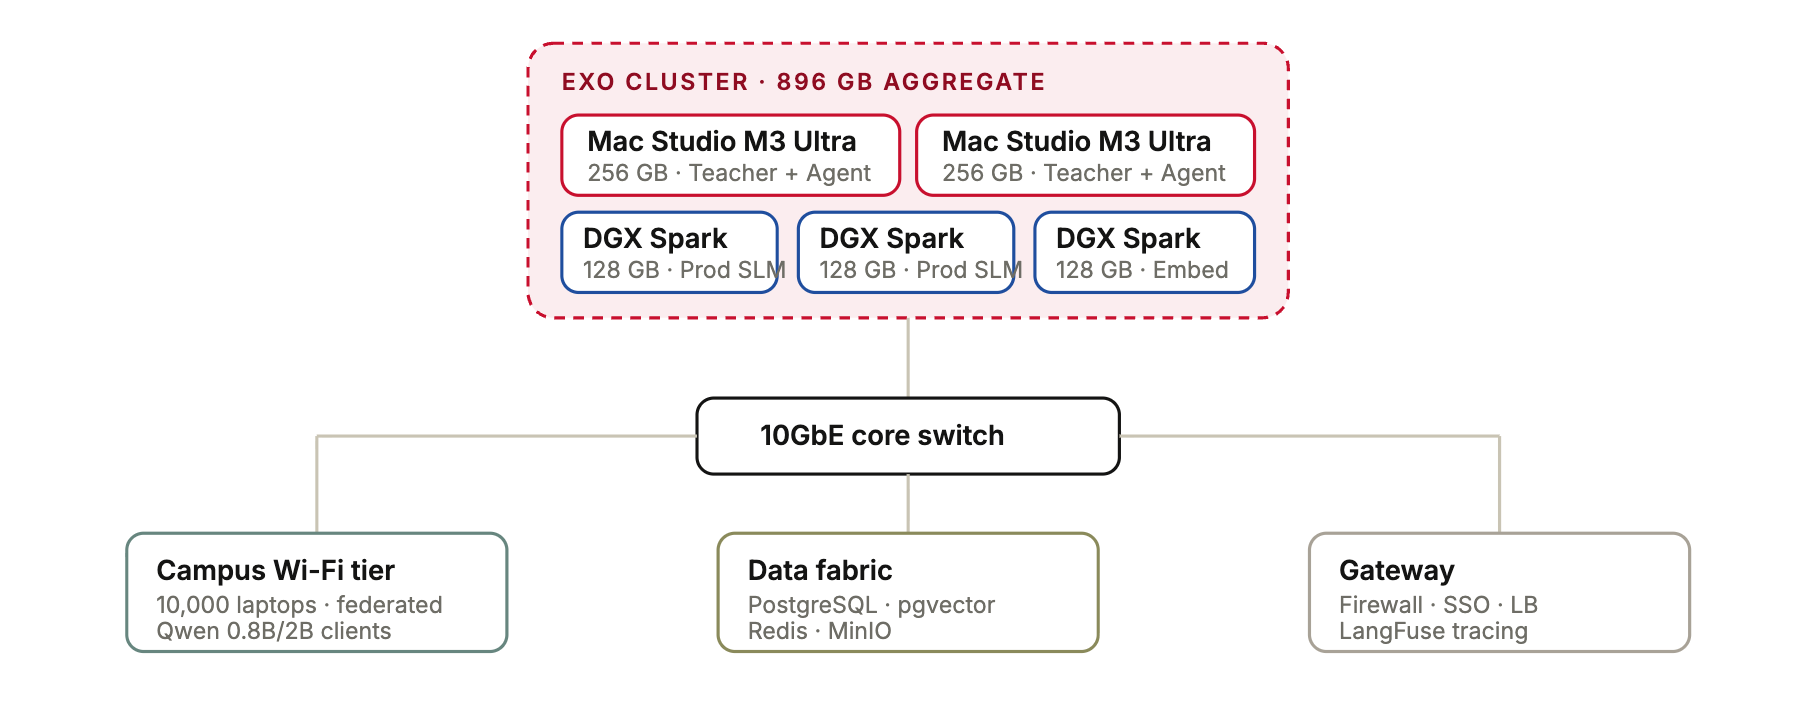 EXO CLUSTER · 896 GB AGGREGATE
Mac Studio M3 Ultra
256 GB · Teacher + Agent
Mac Studio M3 Ultra
256 GB · Teacher + Agent
DGX Spark
128 GB · Prod SLM
DGX Spark
128 GB · Prod SLM
DGX Spark
128 GB · Embed
10GbE core switch
Campus Wi-Fi tier
10,000 laptops · federated
Qwen 0.8B/2B clients
Data fabric
PostgreSQL · pgvector
Redis · MinIO
Gateway
Firewall · SSO · LB
LangFuse tracing